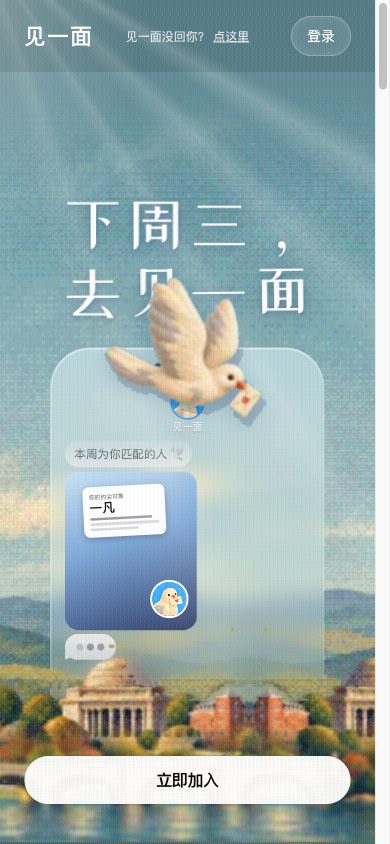 见一面
见一面没回你？ 点这里
登录
下周三，
去见一面
见一面
本周为你匹配的人
你的约会对象
一凡
立即加入